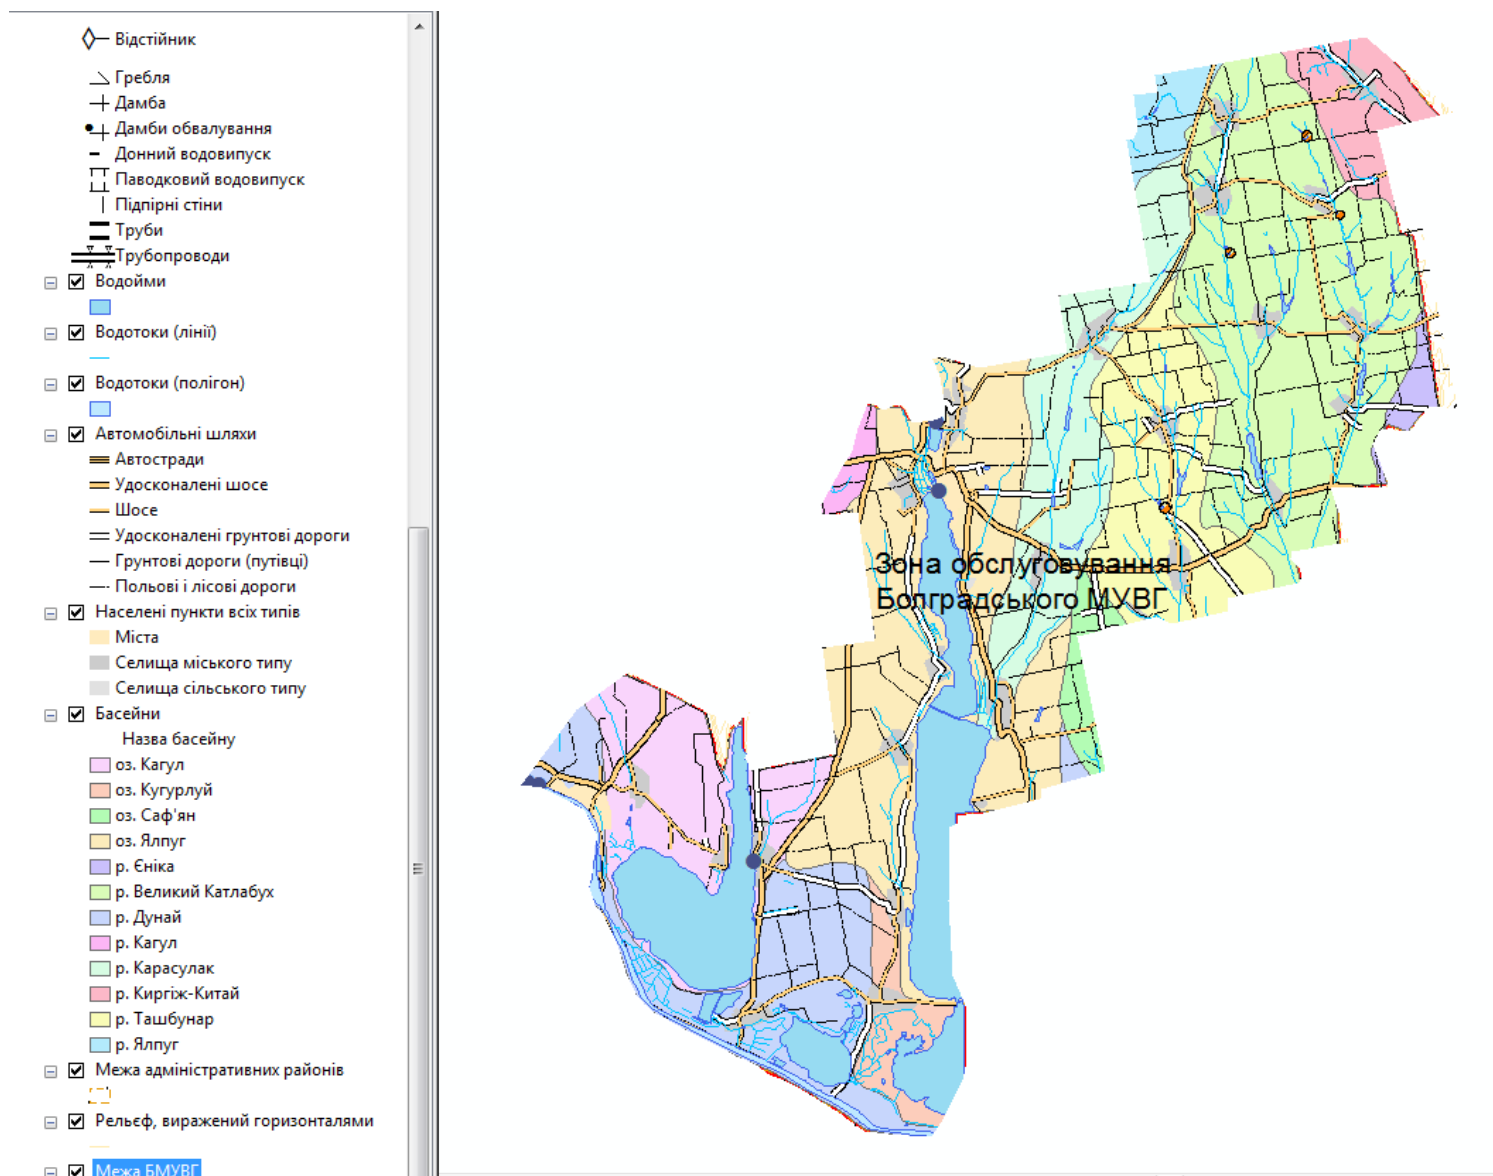 Відстійник
Гребля
Дамба
Дамби обвалування
Донний водовипуск
Паводковий водовипуск
Підпірні стіни
Труби
Трубопроводи
Водойми
Водотоки (лінії)
Водотоки (полігон)
Автомобільні шляхи
Автостради
Удосконалені шосе
Шосе
Удосконалені грунтові дороги
Грунтові дороги (путівці)
Польові і лісові дороги
Населені пункти всіх типів
Міста
Селища міського типу
Селища сільського типу
Басейни
Назва басейну
оз. Кагул
оз. Кугурлуй
оз. Саф'ян
оз. Ялпуг
р. Єніка
р. Великий Катлабух
р. Дунай
р. Кагул
р. Карасулак
р. Киргіж-Китай
р. Ташбунар
р. Ялпуг
Межа адміністративних районів
Рельєф, виражений горизонталями
Межа БМУВГ
Зона обслуговування
Болградського МУВГ